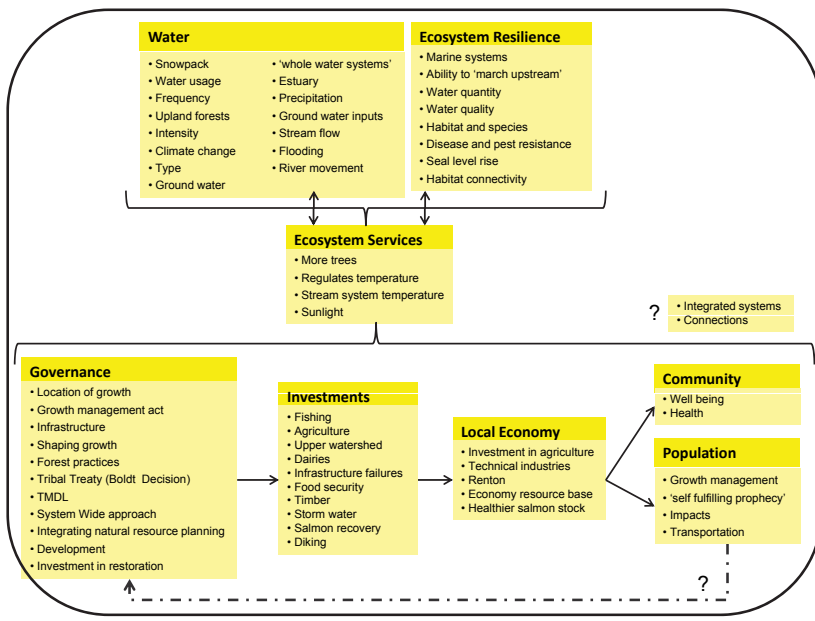 Water
• Snowpack
• Water usage
• Frequency
• Upland forests
• Intensity
• Climate change
• Type
• Ground water
• ‘whole water systems’
• Estuary
• Precipitation
• Ground water inputs
• Stream flow
• Flooding
• River movement
Ecosystem Resilience
• Marine systems
• Ability to ‘march upstream’
• Water quantity
• Water quality
• Habitat and species
• Disease and pest resistance
• Seal level rise
• Habitat connectivity
Ecosystem Services
• More trees
• Regulates temperature
• Stream system temperature
• Sunlight
?
• Integrated systems
• Connections
Governance
• Location of growth
• Growth management act
• Infrastructure
• Shaping growth
• Forest practices
• Tribal Treaty (Boldt Decision)
• TMDL
• System Wide approach
• Integrating natural resource planning
• Development
• Investment in restoration
Investments
• Fishing
• Agriculture
• Upper watershed
• Dairies
• Infrastructure failures
• Food security
• Timber
• Storm water
• Salmon recovery
• Diking
Local Economy
• Investment in agriculture
• Technical industries
• Renton
• Economy resource base
• Healthier salmon stock
Community
• Well being
• Health
Population
• Growth management
• ‘self fulfilling prophecy’
• Impacts
• Transportation
?